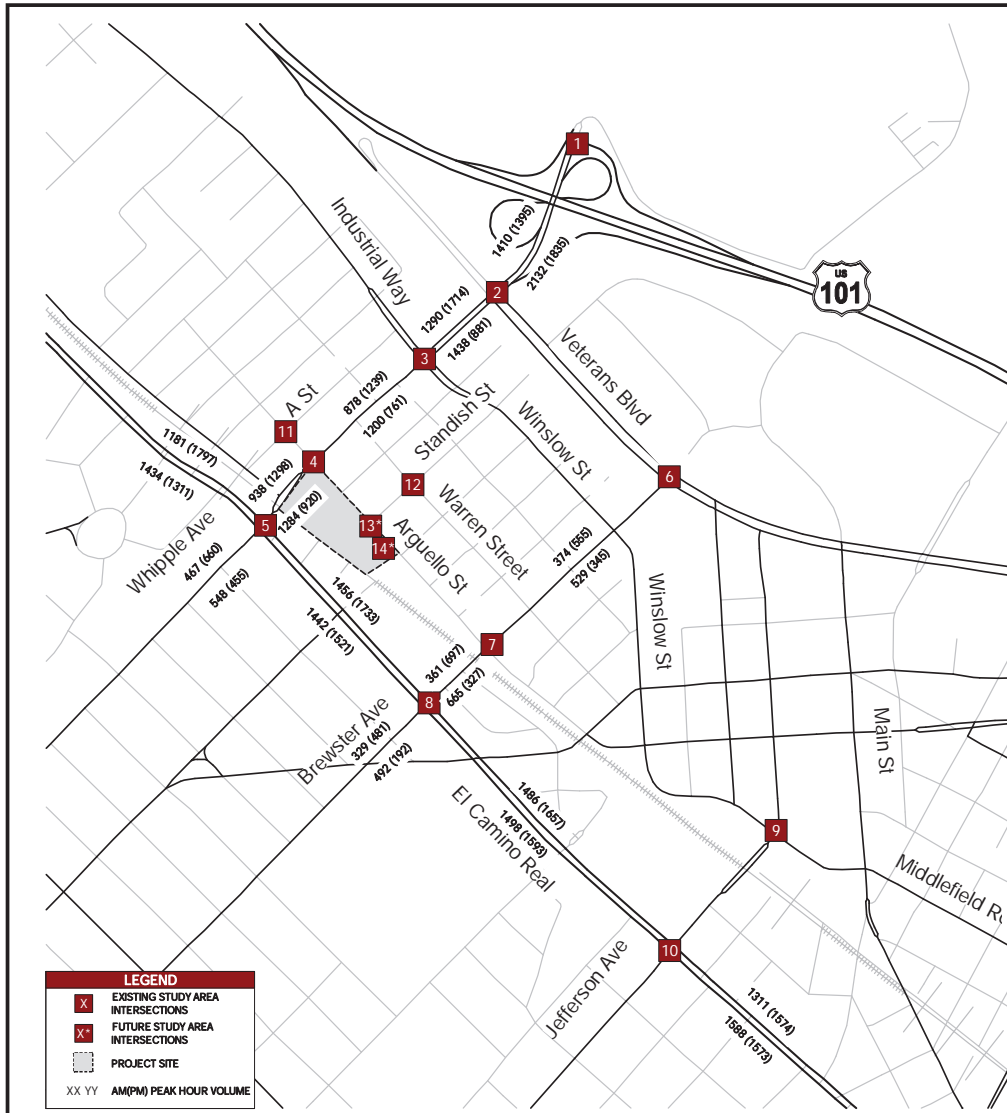 1
US
101
Industrial Way
1410 (1395)
2132 (1835)
2
1290 (1714)
1438 (881)
3
Veterans Blvd
A St
878 (1239)
1200 (761)
Standish St
Winslow St
11
4
1181 (1797)
1434 (1311)
938 (1298)
1284 (920)
12
6
5
13*
14*
Whipple Ave
Arguello St
Warren Street
467 (660)
548 (455)
374 (555)
529 (345)
1456 (1733)
1442 (1521)
7
Winslow St
361 (697)
665 (327)
8
Brewster Ave
329 (481)
492 (192)
Main St
El Camino Real
1486 (1657)
1498 (1593)
9
Middlefield R
10
Jefferson Ave
1311 (1574)
1588 (1573)
LEGEND
X
EXISTING STUDY AREA
INTERSECTIONS
X*
FUTURE STUDY AREA
INTERSECTIONS
PROJECT SITE
XX YY AM(PM) PEAK HOUR VOLUME